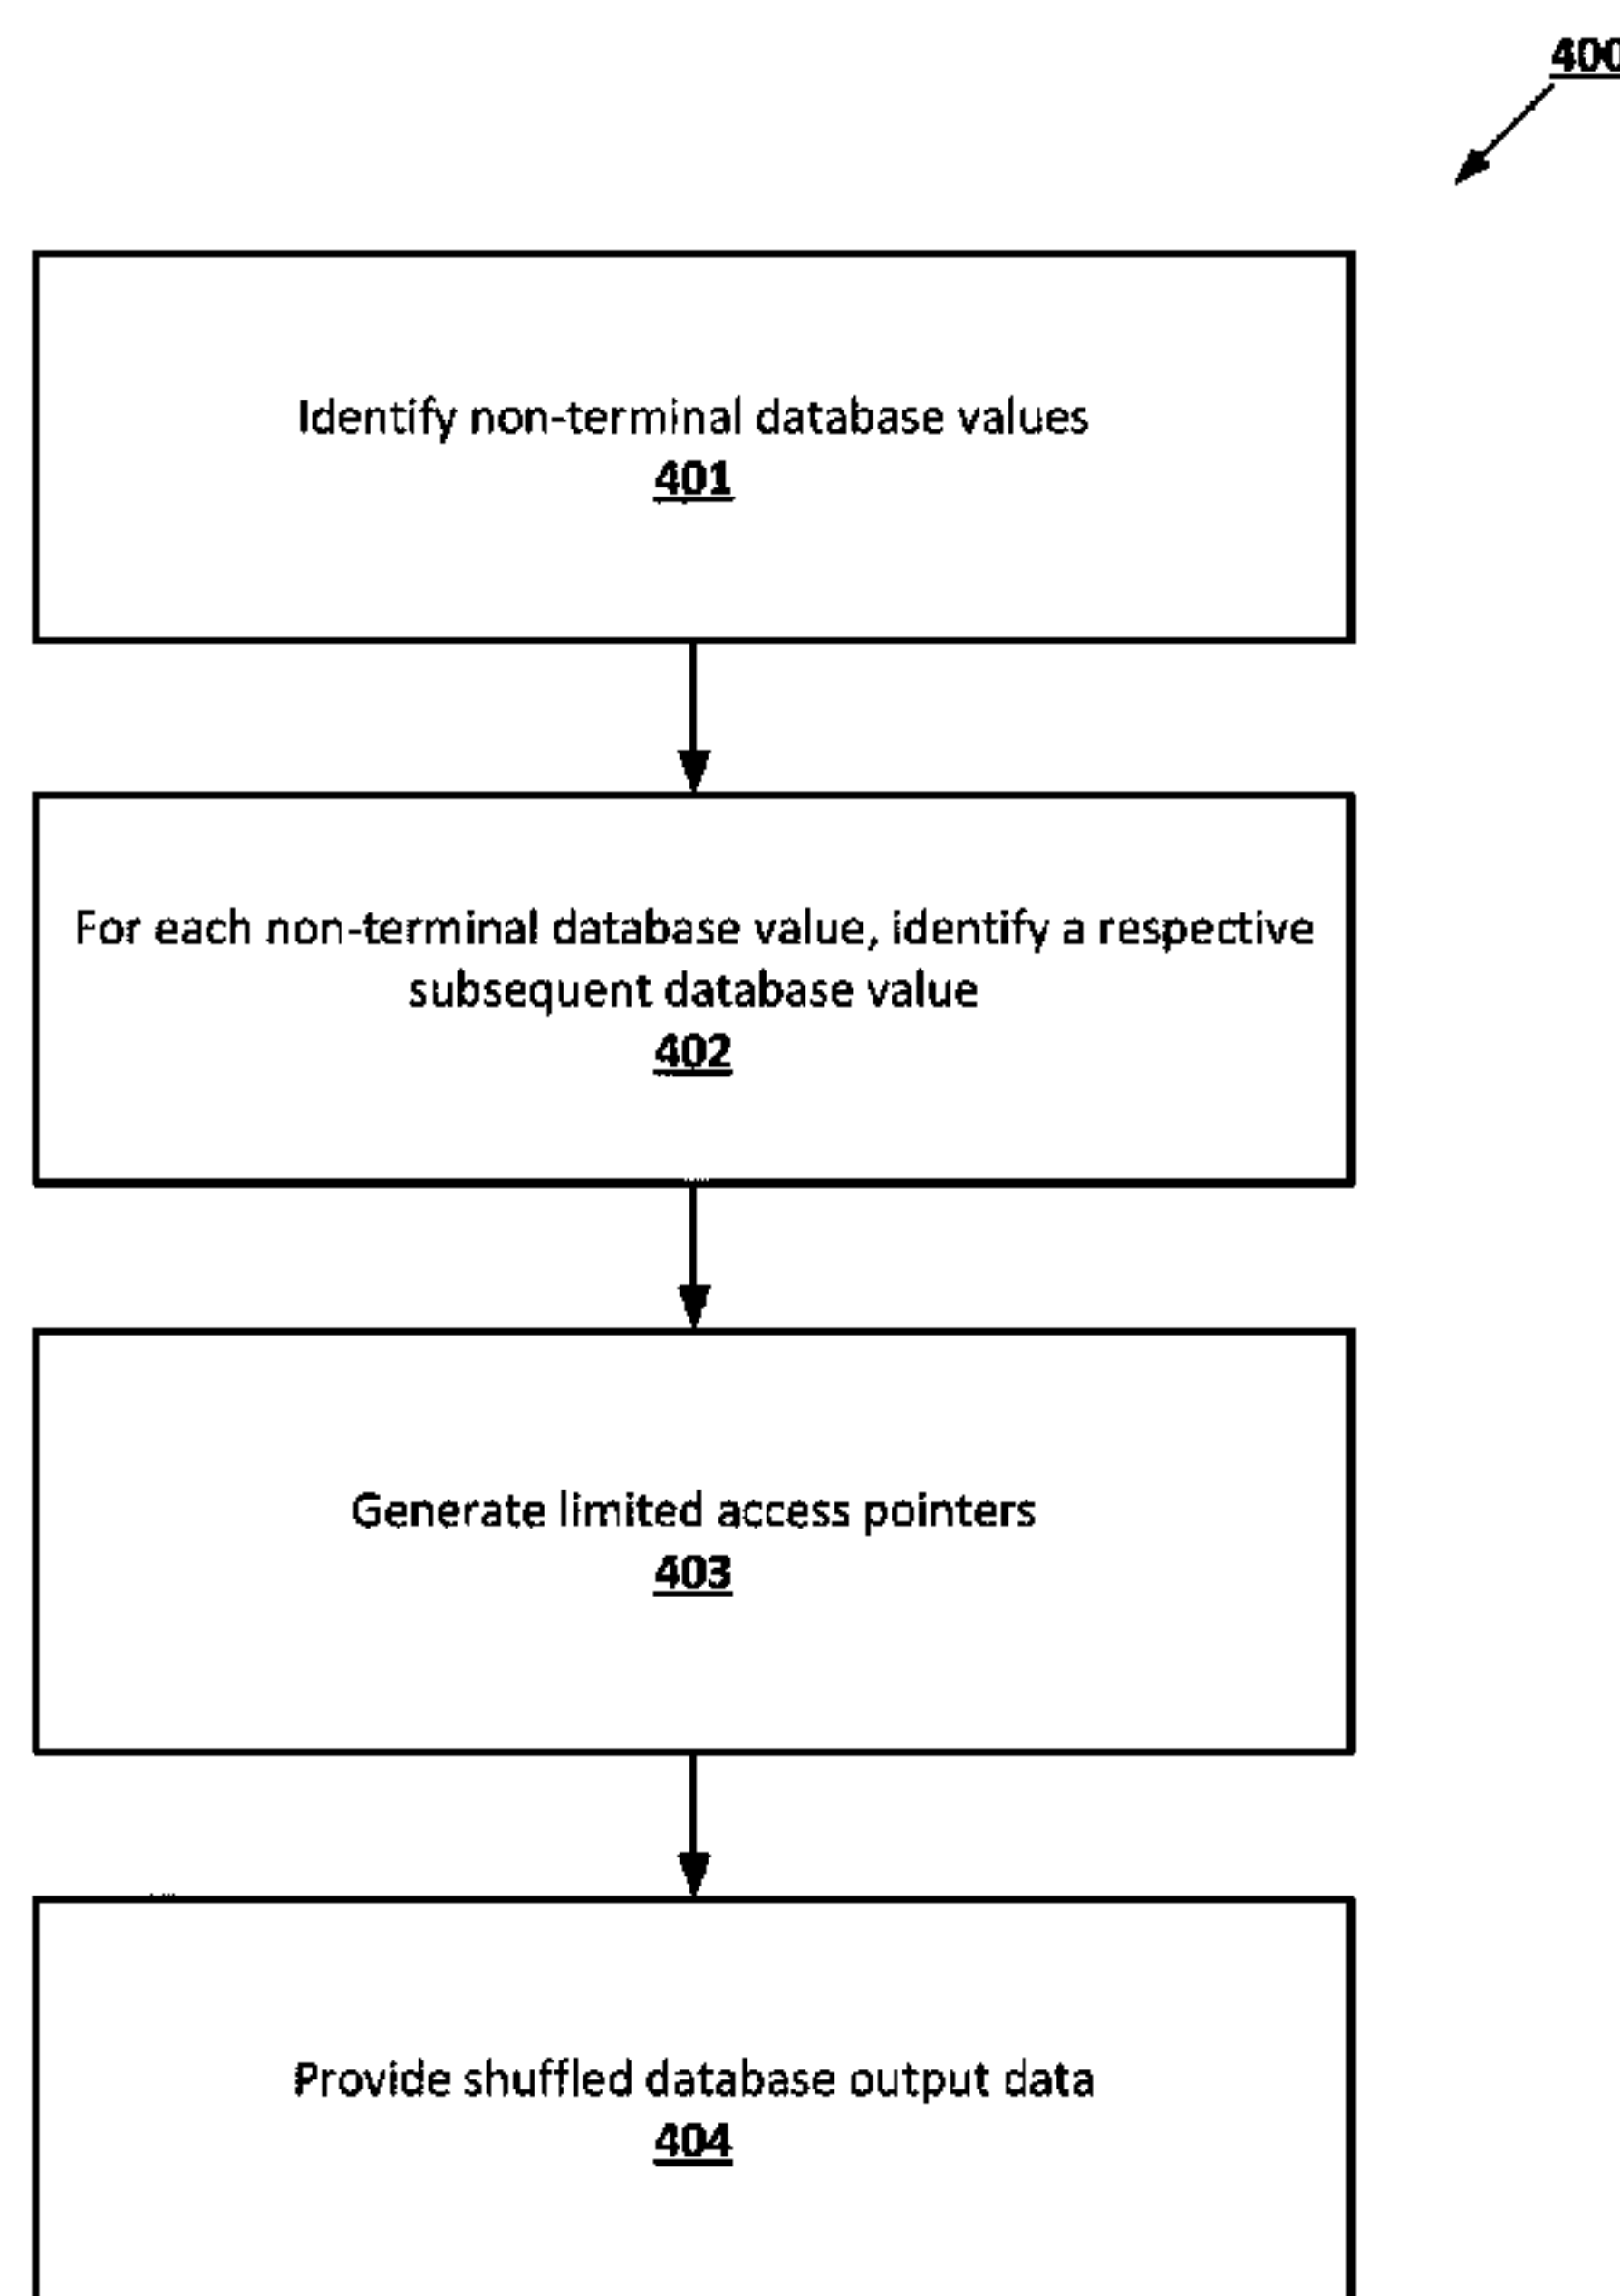 400
Identify non-terminal database values
401
For each non-terminal database value, identify a respective
subsequent database value
402
Generate limited access pointers
403
Provide shuffled database output data
404